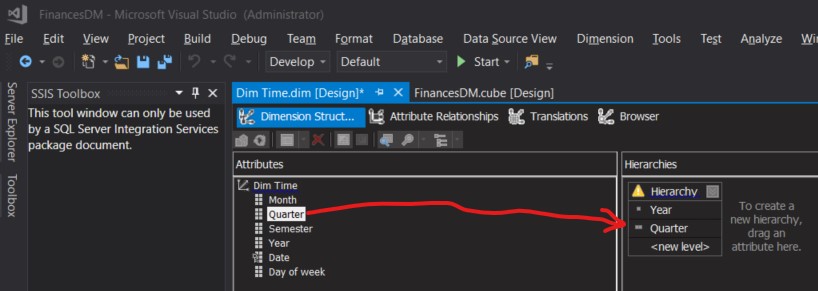 FinancesDM - Microsoft Visual Studio (Administrator)
File Edit View Project Build Debug Team Format Database Data Source View Dimension Tools Test Analyze Wi
Develop Default Start
Server Explorer
Toolbox
SSIS Toolbox
This tool window can only be used
by a SQL Server Integration Services
package document.
Dim Time.dim [Design]* FinancesDM.cube [Design]
Dimension Struct... Attribute Relationships Translations Browser
Attributes
Dim Time
Month
Quarter
Semester
Year
Date
Day of week
Hierarchies
Hierarchy
Year
Quarter
<new level>
To create a
new hierarchy,
drag an
attribute here.